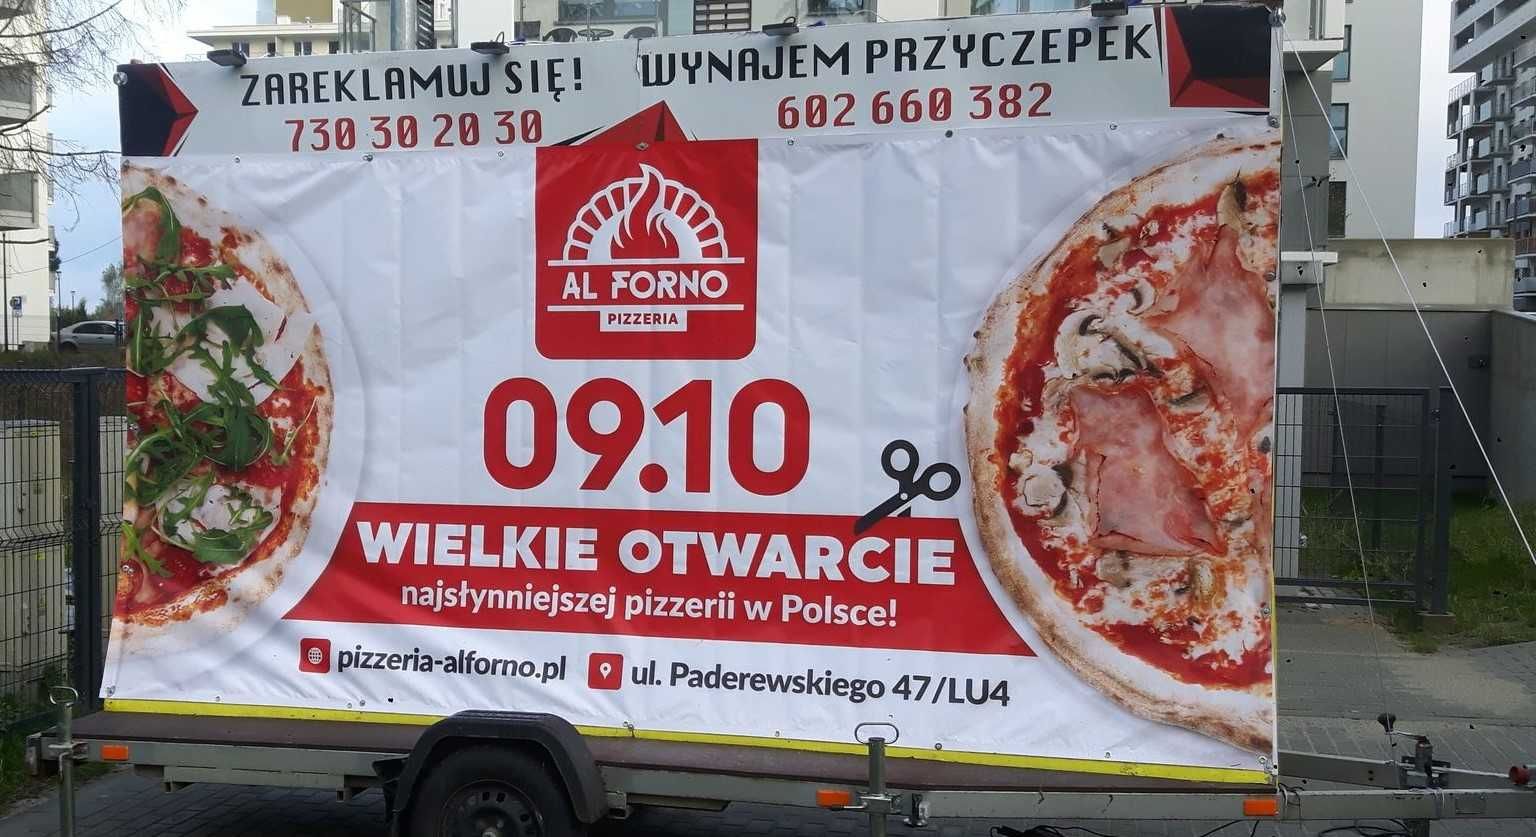 ZAREKLAMUJ SIĘ!
730 30 20 30
WYNAJEM PRZYCZEPEK
602 660 382
AL FORNO
PIZZERIA
09.10
WIELKIE OTWARCIE
najsłynniejszej pizzerii w Polsce!
pizzeria-alforno.pl
ul. Paderewskiego 47/LU4